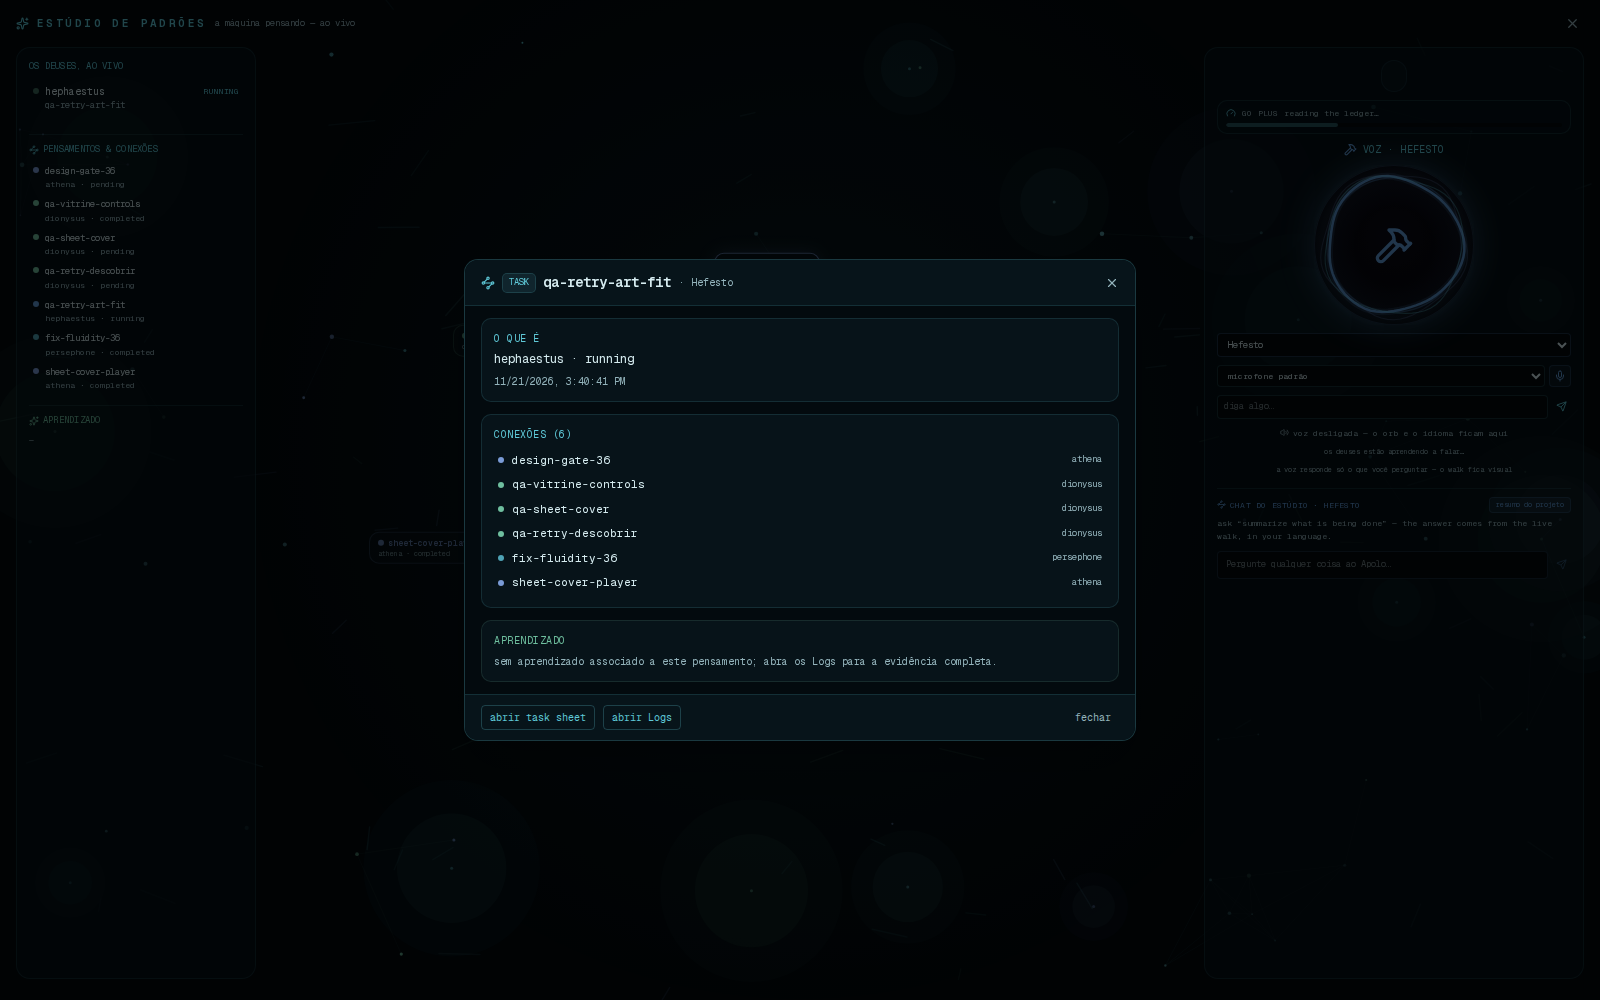 ESTÚDIO DE PADRÕES a máquina pensando — ao vivo
OS DEUSES, AO VIVO
hephaestus RUNNING
qa-retry-art-fit
PENSAMENTOS & CONEXÕES
design-gate-36
athena · pending
qa-vitrine-controls
dionysus · completed
qa-sheet-cover
dionysus · pending
qa-retry-descobrir
dionysus · pending
qa-retry-art-fit
hephaestus · running
fix-fluidity-36
persephone · completed
sheet-cover-player
athena · completed
APRENDIZADO
—
sheet-cover-pla
athena · completed
TASK qa-retry-art-fit · Hefesto
O QUE É
hephaestus · running
11/21/2026, 3:40:41 PM
CONEXÕES (6)
design-gate-36 athena
qa-vitrine-controls dionysus
qa-sheet-cover dionysus
qa-retry-descobrir dionysus
fix-fluidity-36 persephone
sheet-cover-player athena
APRENDIZADO
sem aprendizado associado a este pensamento; abra os Logs para a evidência completa.
abrir task sheet abrir Logs fechar
GO PLUG reading the ledger…
VOZ · HEFESTO
Hefesto
microfone padrão
diga algo…
voz desligada — o orb e o idioma ficam aqui
os deuses estão aprendendo a falar…
a voz responde só o que você perguntar — o walk fica visual
CHAT DO ESTÚDIO · HEFESTO resumo do projeto
ask "summarize what is being done" — the answer comes from the live
walk, in your language.
Pergunte qualquer coisa ao Apolo…